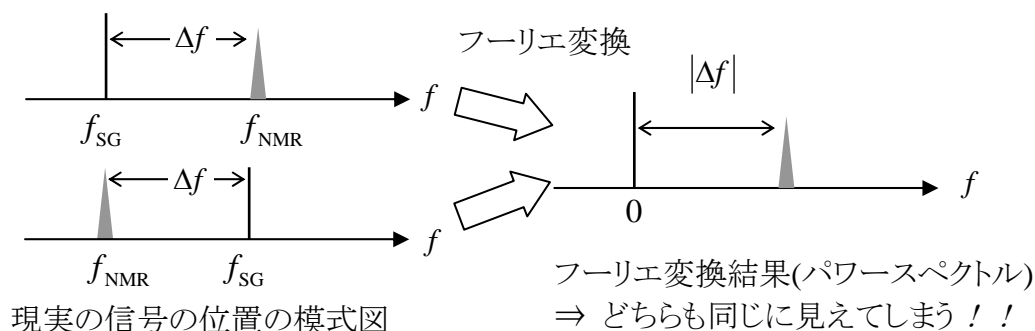 Δf
f
f_SG
f_NMR
Δf
f
f_NMR
f_SG
現実の信号の位置の模式図
フーリエ変換
|Δf|
f
0
フーリエ変換結果(パワースペクトル)
⇒ どちらも同じに見えてしまう！！